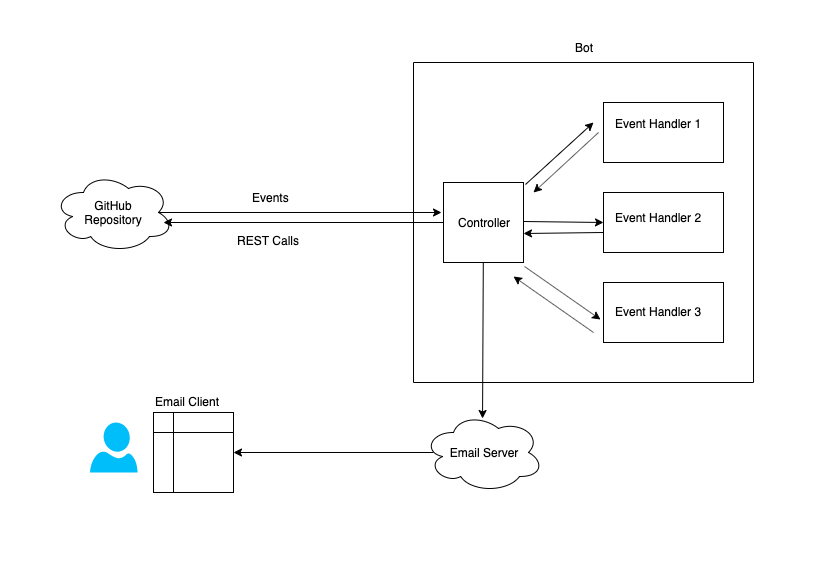 Bot
Event Handler 1
Events
GitHub
Repository
Controller
Event Handler 2
REST Calls
Event Handler 3
Email Client
Email Server